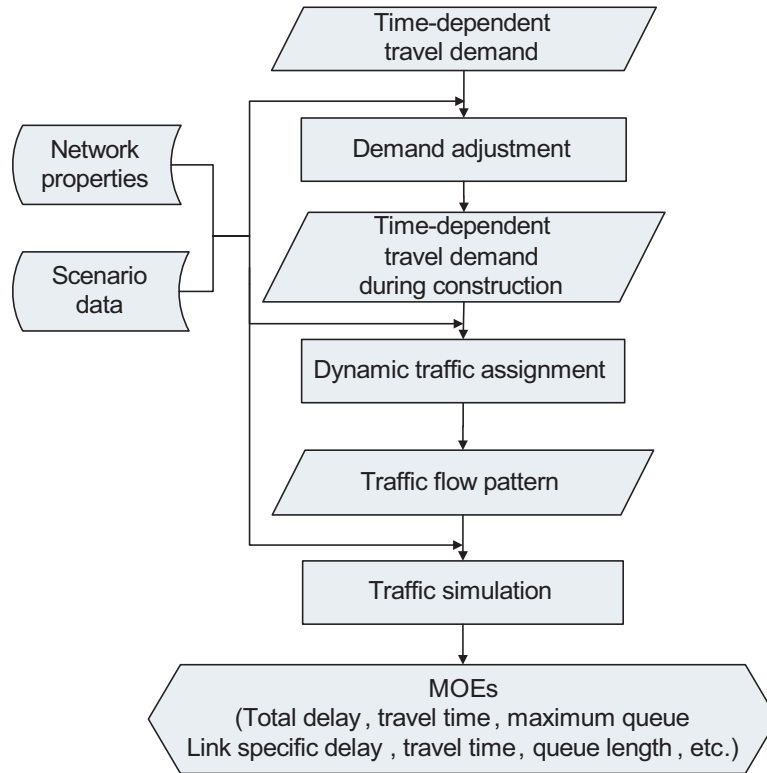 Time-dependent
travel demand
Network
properties
Demand adjustment
Time-dependent
travel demand
during construction
Scenario
data
Dynamic traffic assignment
Traffic flow pattern
Traffic simulation
MOEs
(Total delay , travel time , maximum queue
Link specific delay , travel time , queue length , etc.)